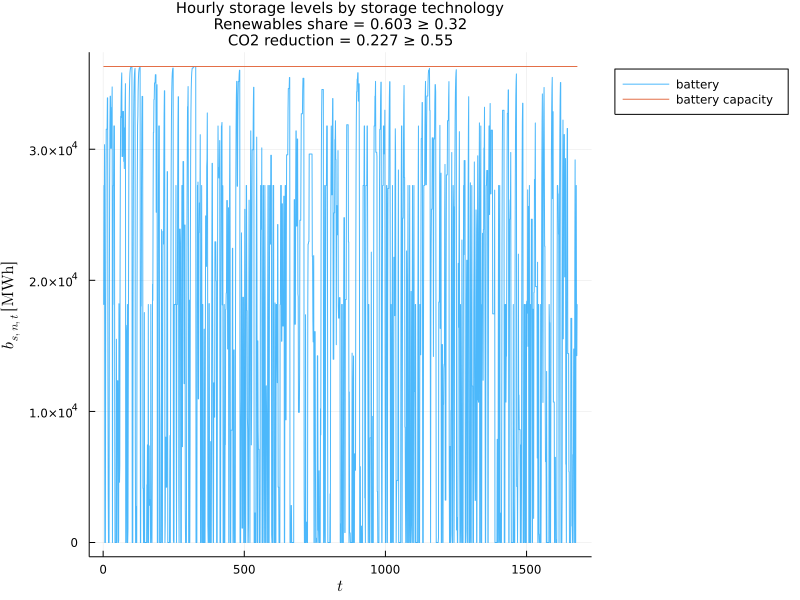 Hourly storage levels by storage technology
Renewables share = 0.603 ≥ 0.32
CO2 reduction = 0.227 ≥ 0.55
battery
battery capacity
3.0×10⁴
2.0×10⁴
1.0×10⁴
0
b_{s,n,t} [MWh]
0 500 1000 1500
t